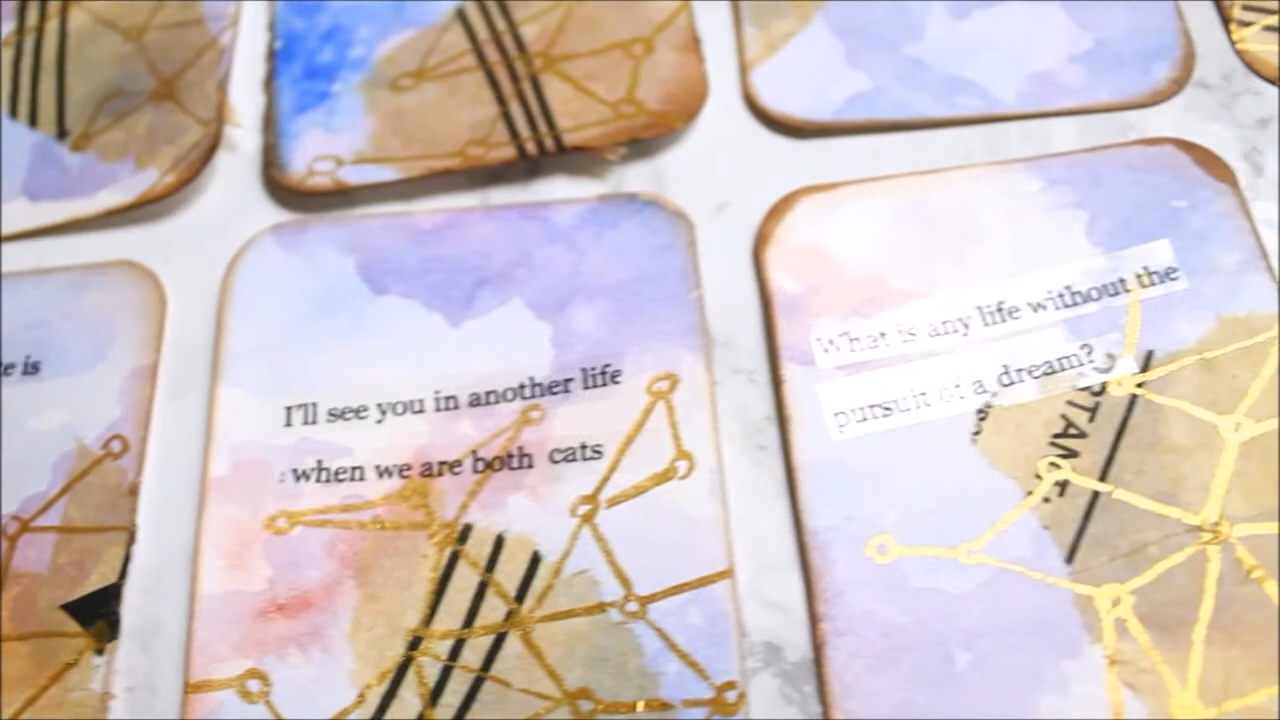 is
I'll see you in another life
when we are both cats
What is any life without the
pursuit of a dream?